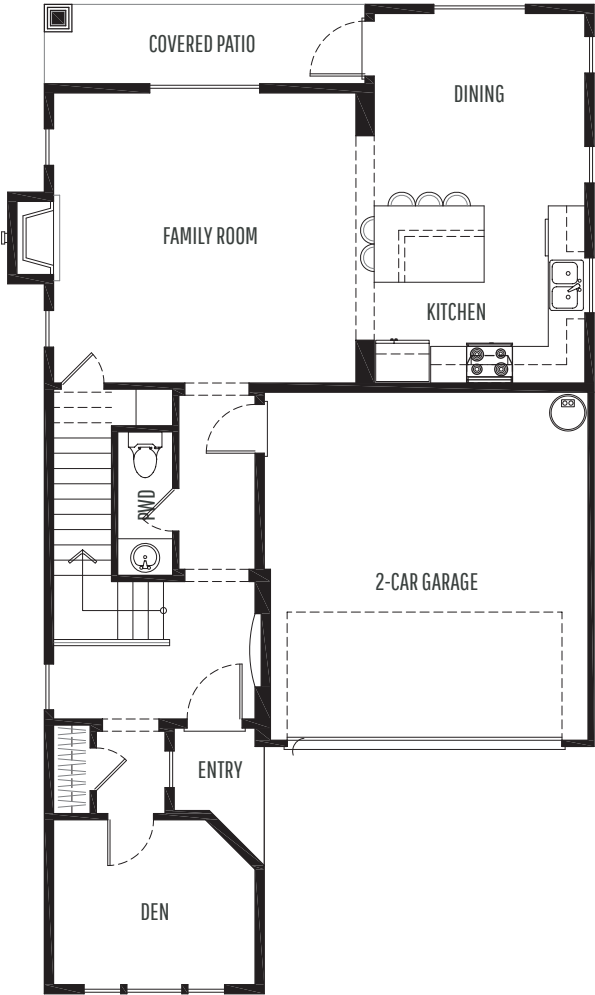 COVERED PATIO
DINING
FAMILY ROOM
KITCHEN
PWD
2-CAR GARAGE
ENTRY
DEN